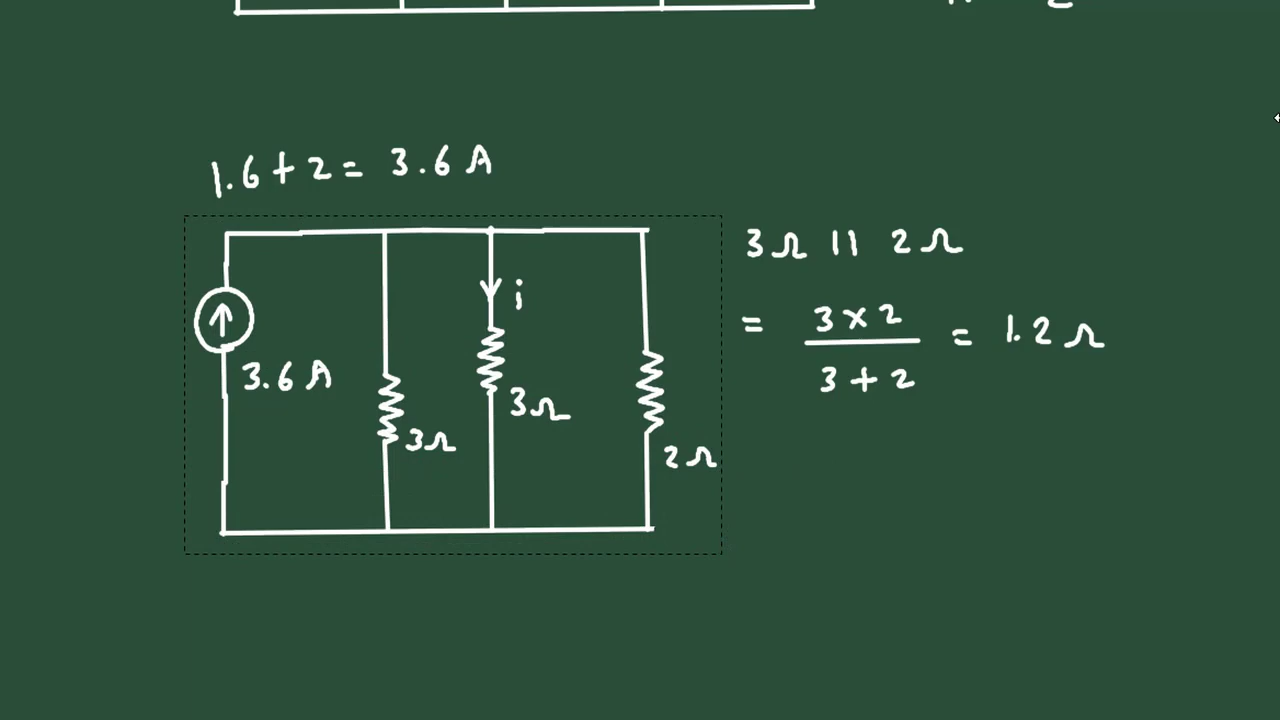 1.6 + 2 = 3.6 A
3Ω || 2Ω
= 3 × 2 / 3 + 2 = 1.2 Ω
i
3.6 A
3Ω
3Ω
2Ω